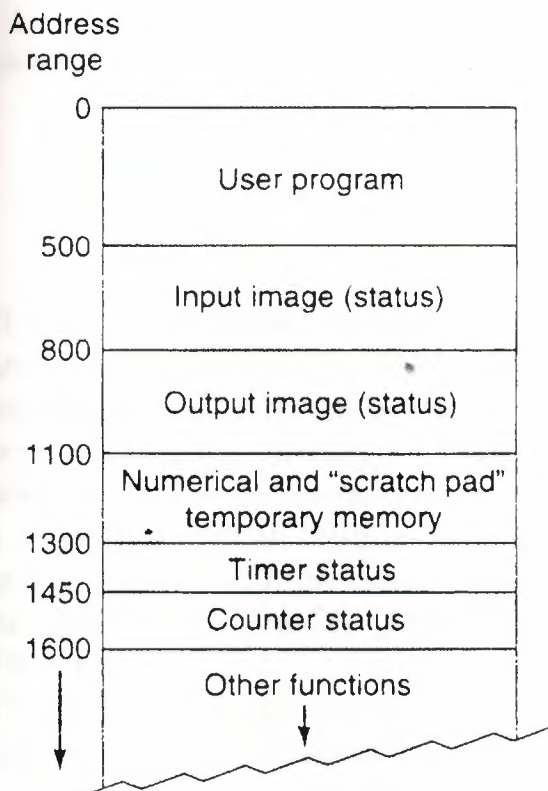 Address
range
0
User program
500
Input image (status)
800
Output image (status)
1100
Numerical and “scratch pad”
temporary memory
1300
Timer status
1450
Counter status
1600
Other functions